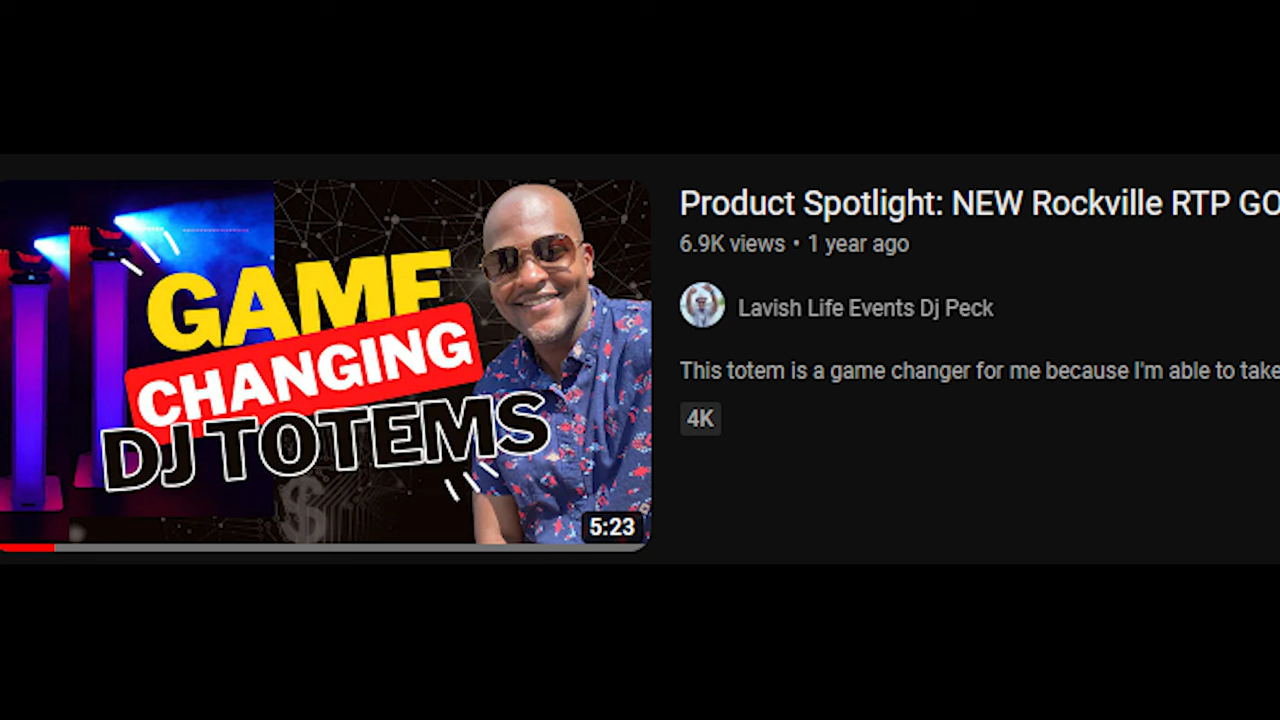 GAME
CHANGING
DJ TOTEMS
5:23
Product Spotlight: NEW Rockville RTP GO
6.9K views • 1 year ago
Lavish Life Events Dj Peck
This totem is a game changer for me because I'm able to take
4K